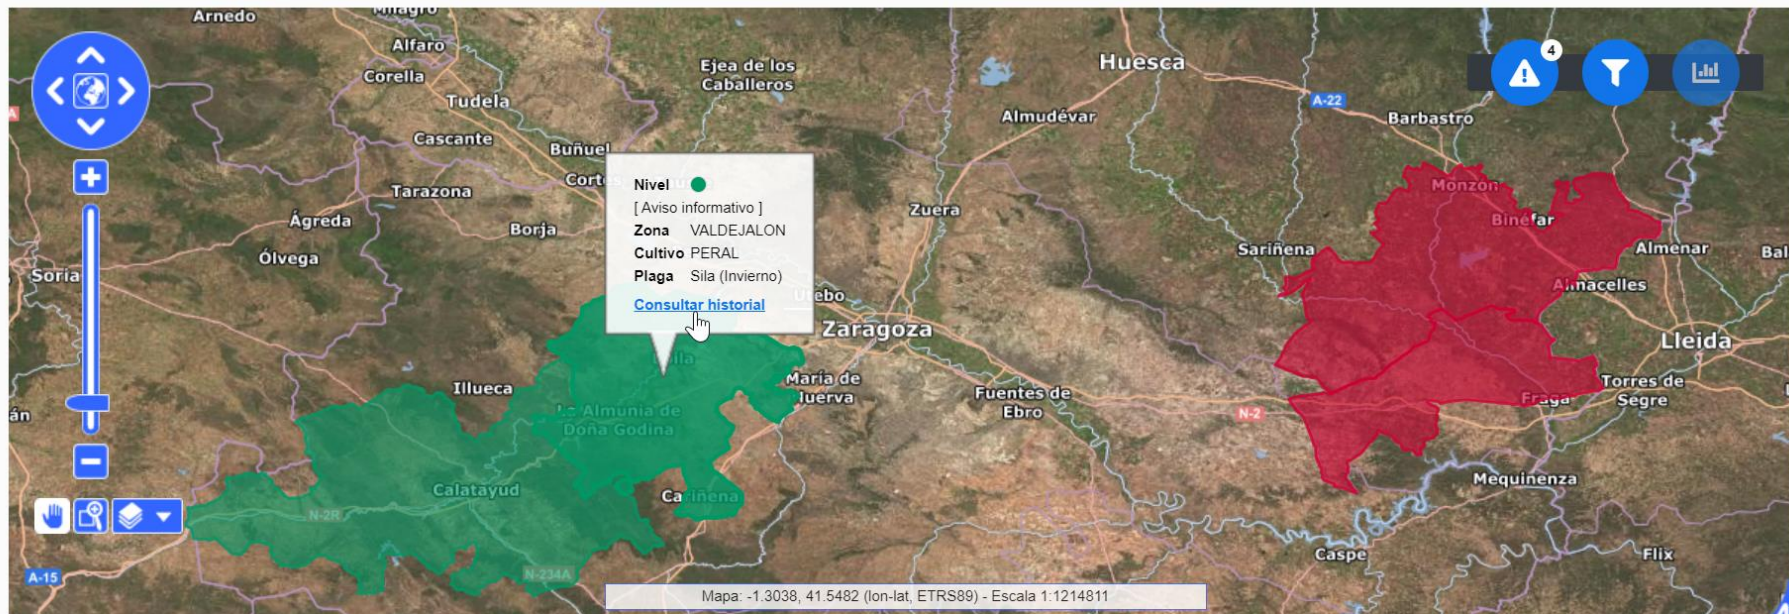 Arnedo
Milagro
Alfaro
Corella
Tudela
Cascante
Buñuel
Tarazona
Ágreda
Borja
Ólvega
Soria
Ejea de los
Caballeros
Huesca
Almudévar
Zuera
A-22
Barbastro
4
Monzón
Binéfar
Sariñena
Almenar
Almacelles
Lleida
Nivel
[ Aviso informativo ]
Zona VALDEJALON
Cultivo PERAL
Plaga Sila (Invierno)
Consultar historial
Zaragoza
Illueca
La Almunia de
Doña Godina
María de
Huerva
Fuentes de
Ebro
N-2
Fraga
Torres de
Segre
Calatayud
Cariñena
N-2R
N-234A
Mequinenza
Caspe
Flix
A-15
Mapa: -1.3038, 41.5482 (lon-lat, ETRS89) - Escala 1:1214811